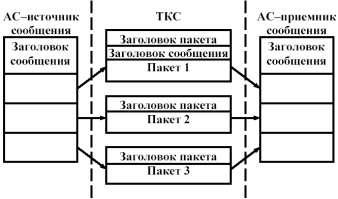 АС–источник
сообщения
ТКС
АС–приемник
сообщения
Заголовок
сообщения
Заголовок пакета
Заголовок сообщения
Пакет 1
Заголовок
сообщения
Заголовок пакета
Пакет 2
Заголовок пакета
Пакет 3